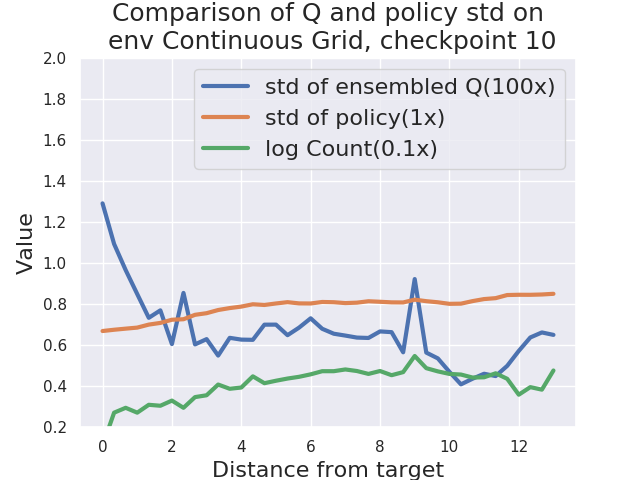 Comparison of Q and policy std on
env Continuous Grid, checkpoint 10
std of ensembled Q(100x)
std of policy(1x)
log Count(0.1x)
Value
2.0
1.8
1.6
1.4
1.2
1.0
0.8
0.6
0.4
0.2
0 2 4 6 8 10 12
Distance from target